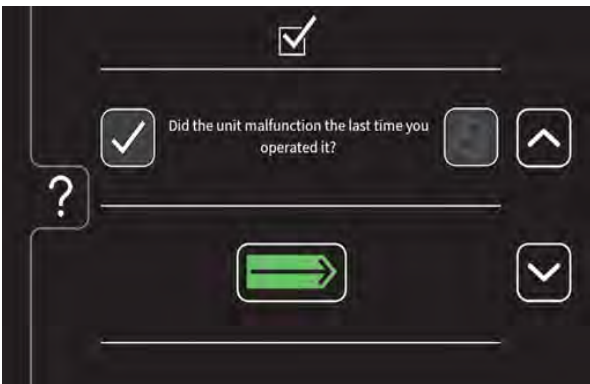 ?
Did the unit malfunction the last time you
operated it?